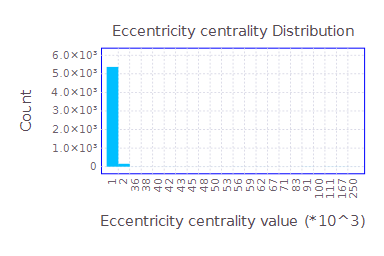 Eccentricity centrality Distribution
6.0×10³
5.0×10³
4.0×10³
3.0×10³
2.0×10³
1.0×10³
0
Count
1 2 36 38 40 42 43 45 48 50 53 56 59 62 67 71 83 91 100 111 167 250
Eccentricity centrality value (*10^3)